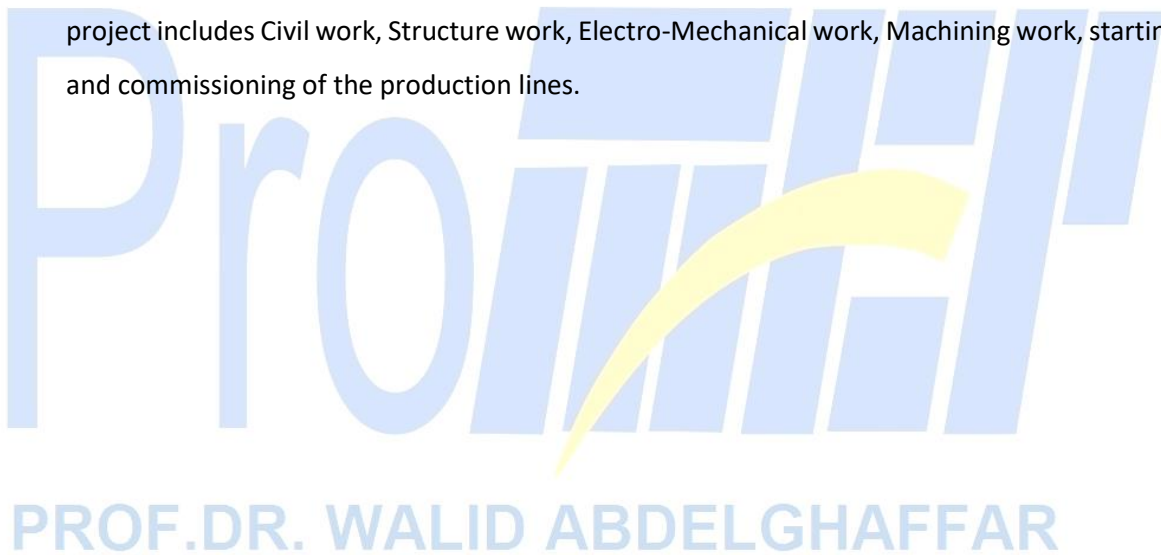 project includes Civil work, Structure work, Electro-Mechanical work, Machining work, startin
and commissioning of the production lines.
Pro
PROF.DR. WALID ABDELGHAFFAR